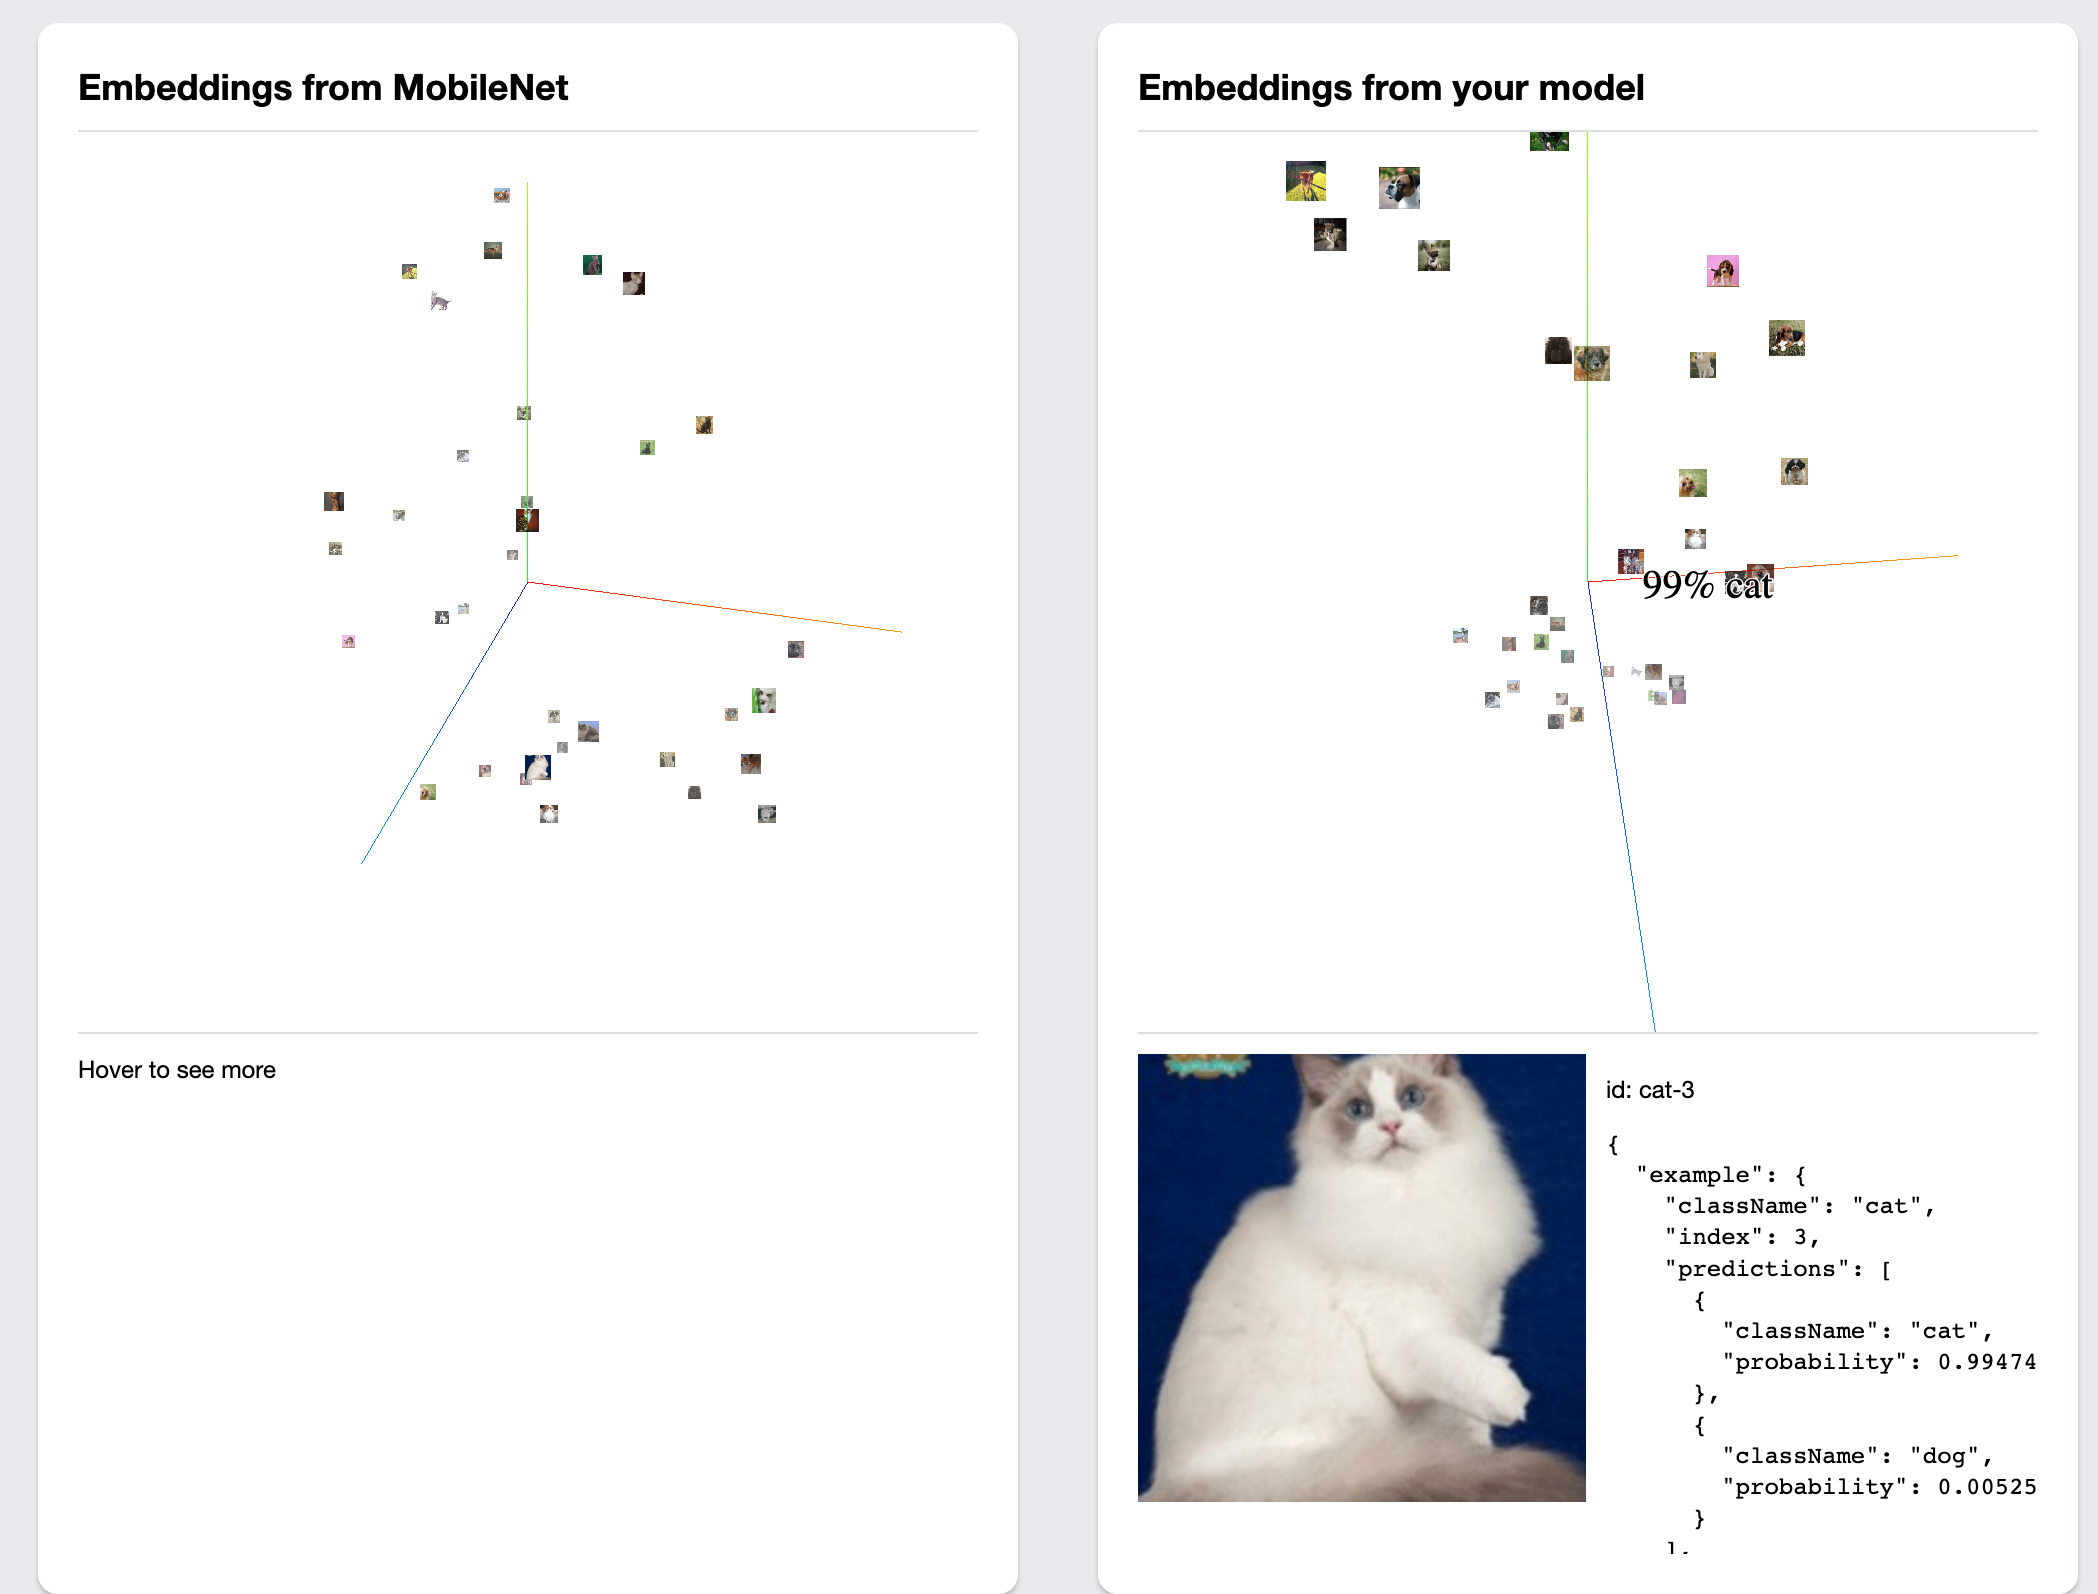 Embeddings from MobileNet
Hover to see more
Embeddings from your model
99% cat
id: cat-3
{
"example": {
"className": "cat",
"index": 3,
"predictions": [
{
"className": "cat",
"probability": 0.99474
},
{
"className": "dog",
"probability": 0.00525
}
],